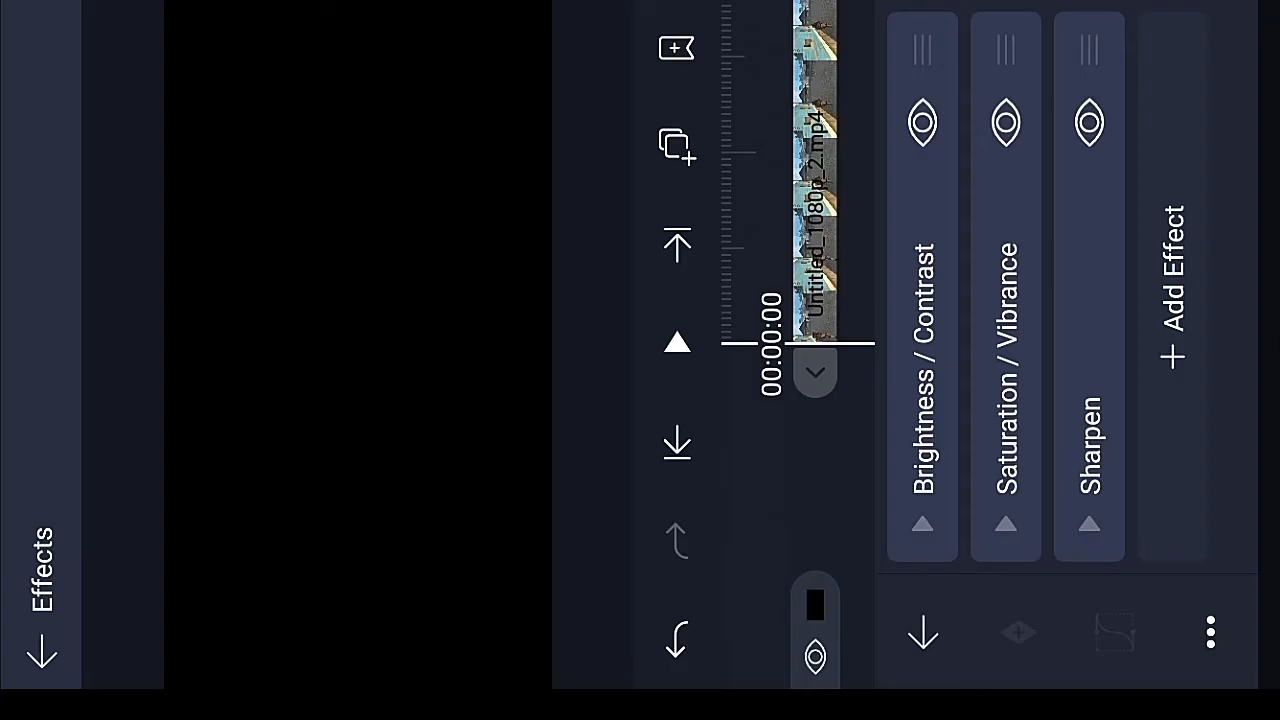 Effects
00:00:00
Untitled_1080p_2.mp4
Brightness / Contrast
Saturation / Vibrance
Sharpen
+ Add Effect